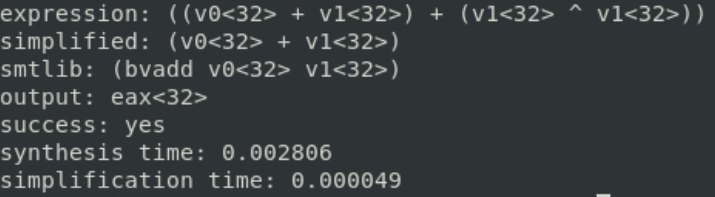 expression: ((v0<32> + v1<32>) + (v1<32> ^ v1<32>))
simplified: (v0<32> + v1<32>)
smtlib: (bvadd v0<32> v1<32>)
output: eax<32>
success: yes
synthesis time: 0.002806
simplification time: 0.000049